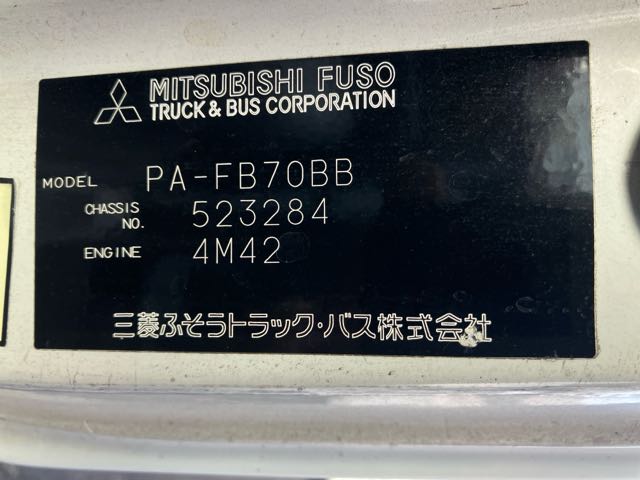 MITSUBISHI FUSO
TRUCK & BUS CORPORATION
MODEL PA-FB70BB
CHASSIS NO. 523284
ENGINE 4M42
三菱ふそうトラック・バス株式会社